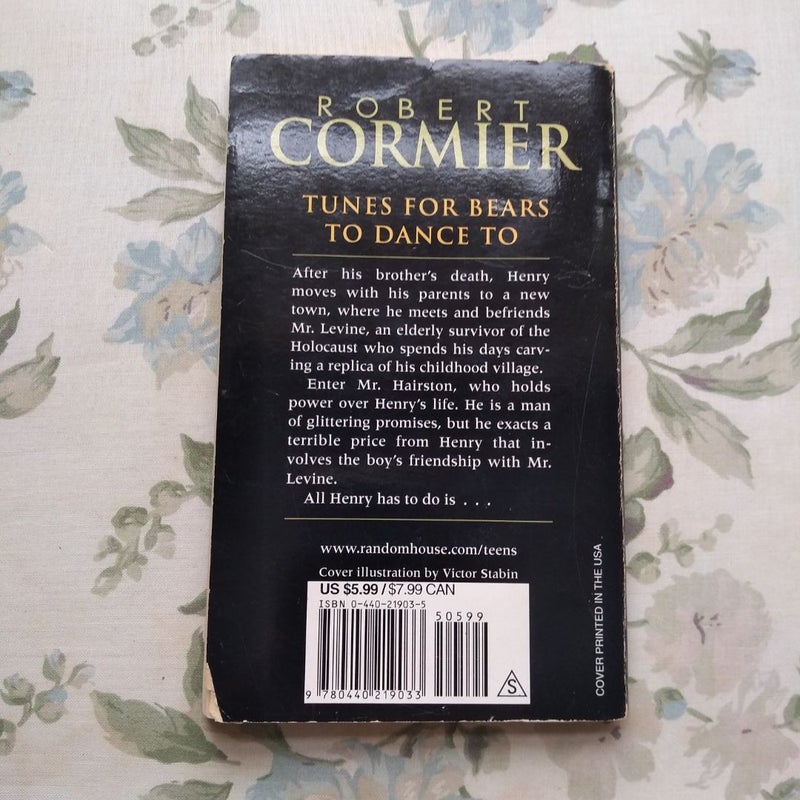 ROBERT
CORMIER
TUNES FOR BEARS
TO DANCE TO
After his brother's death, Henry
moves with his parents to a new
town, where he meets and befriends
Mr. Levine, an elderly survivor of the
Holocaust who spends his days carv-
ing a replica of his childhood village.
Enter Mr. Hairston, who holds
power over Henry's life. He is a man
of glittering promises, but he exacts a
terrible price from Henry that in-
volves the boy's friendship with Mr.
Levine.
All Henry has to do is . . .
www.randomhouse.com/teens
Cover illustration by Victor Stabin
US $5.99 / $7.99 CAN
ISBN 0-440-21903-5
50599
9 780440 219033
S
COVER PRINTED IN THE USA